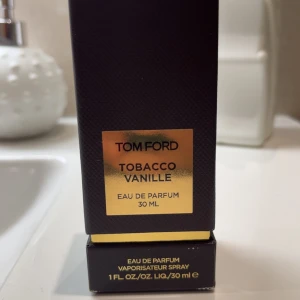 TOM FORD
TOBACCO
VANILLE
EAU DE PARFUM
30 ML
EAU DE PARFUM
VAPORISATEUR SPRAY
1 FL. OZ./OZ. LIQ./30 ml ℮